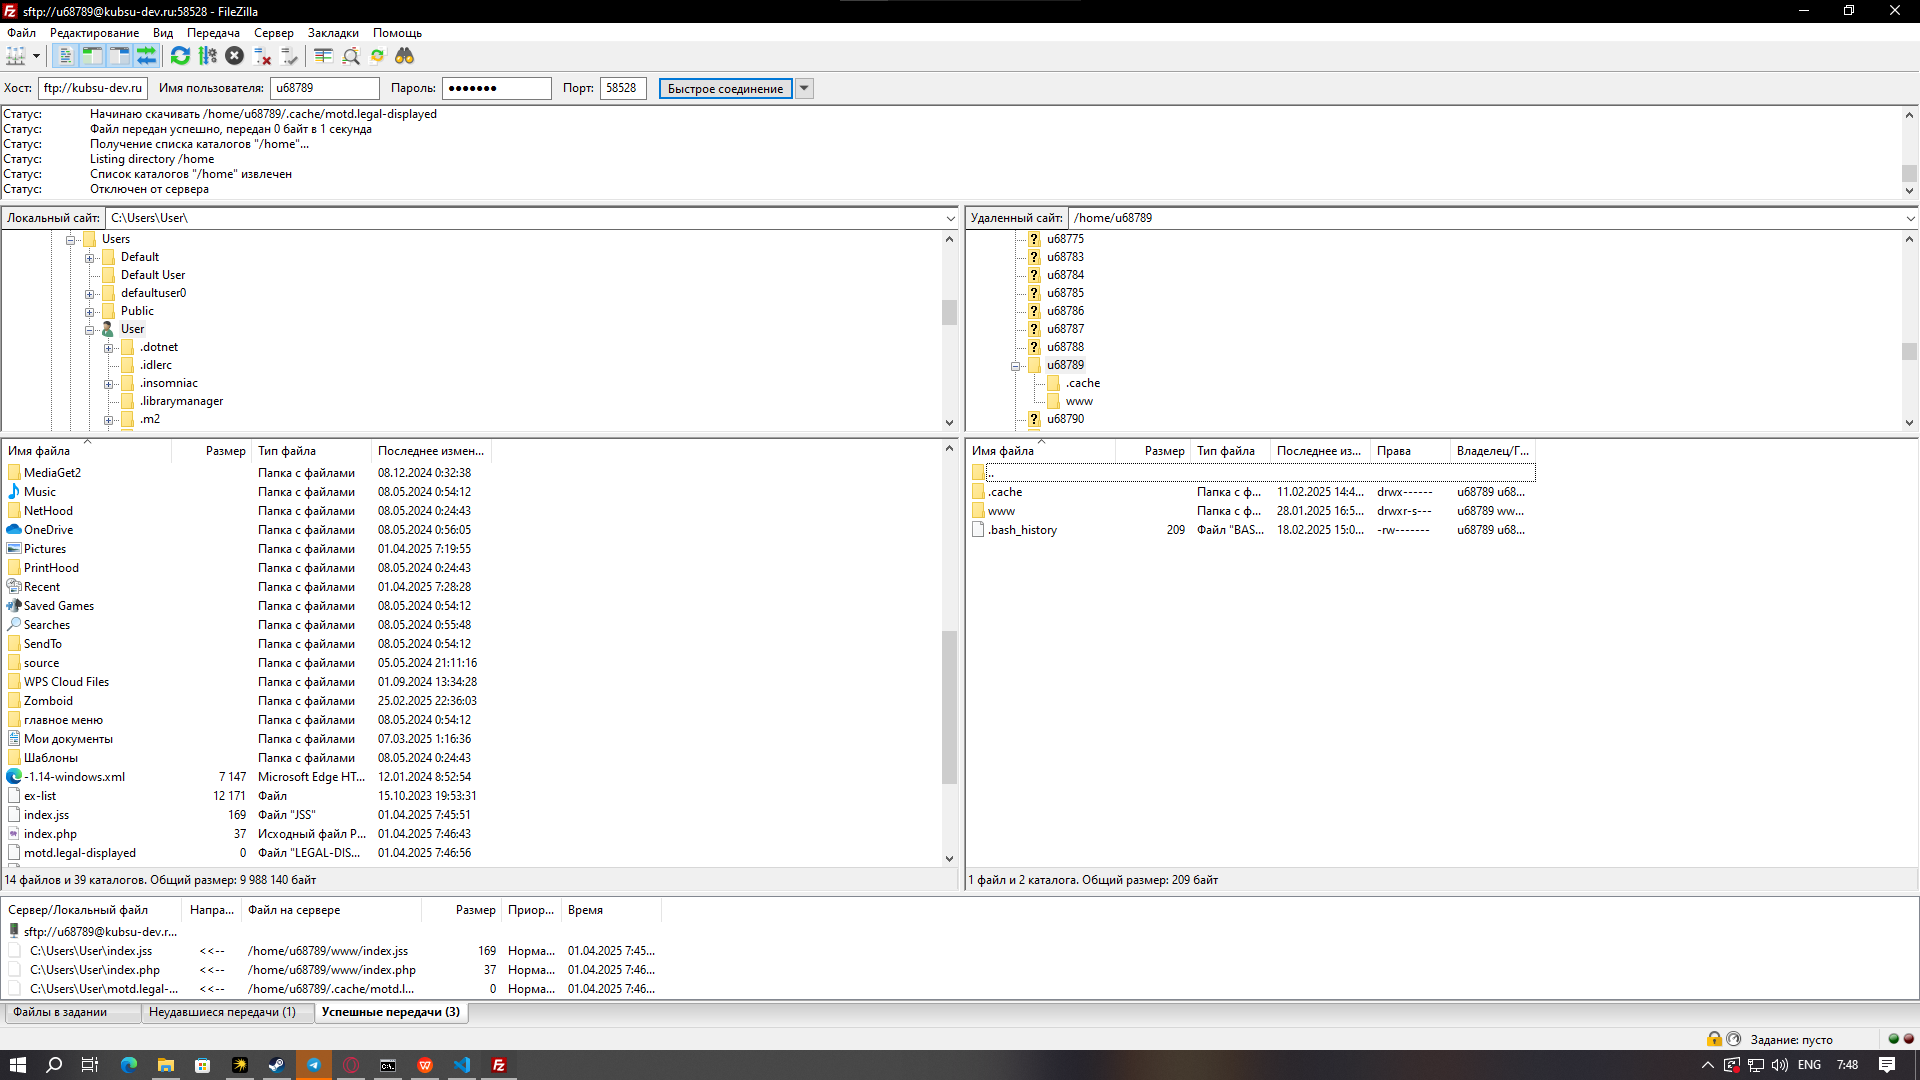 sftp://u68789@kubsu-dev.ru:58528 - FileZilla
Файл Редактирование Вид Передача Сервер Закладки Помощь
Хост: ftp://kubsu-dev.ru Имя пользователя: u68789 Пароль: ●●●●●●● Порт: 58528 Быстрое соединение
Статус: Начинаю скачивать /home/u68789/.cache/motd.legal-displayed
Статус: Файл передан успешно, передан 0 байт в 1 секунда
Статус: Получение списка каталогов "/home"...
Статус: Listing directory /home
Статус: Список каталогов "/home" извлечен
Статус: Отключен от сервера
Локальный сайт: C:\Users\User\
Users
Default
Default User
defaultuser0
Public
User
.dotnet
.idlerc
.insomniac
.librarymanager
.m2
Удаленный сайт: /home/u68789
u68775
u68783
u68784
u68785
u68786
u68787
u68788
u68789
.cache
www
u68790
Имя файла Размер Тип файла Последнее измен...
MediaGet2 Папка с файлами 08.12.2024 0:32:38
Music Папка с файлами 08.05.2024 0:54:12
NetHood Папка с файлами 08.05.2024 0:24:43
OneDrive Папка с файлами 08.05.2024 0:56:05
Pictures Папка с файлами 01.04.2025 7:19:55
PrintHood Папка с файлами 08.05.2024 0:24:43
Recent Папка с файлами 01.04.2025 7:28:28
Saved Games Папка с файлами 08.05.2024 0:54:12
Searches Папка с файлами 08.05.2024 0:55:48
SendTo Папка с файлами 08.05.2024 0:54:12
source Папка с файлами 05.05.2024 21:11:16
WPS Cloud Files Папка с файлами 01.09.2024 13:34:28
Zomboid Папка с файлами 25.02.2025 22:36:03
главное меню Папка с файлами 08.05.2024 0:54:12
Мои документы Папка с файлами 07.03.2025 1:16:36
Шаблоны Папка с файлами 08.05.2024 0:24:43
-1.14-windows.xml 7 147 Microsoft Edge HT... 12.01.2024 8:52:54
ex-list 12 171 Файл 15.10.2023 19:53:31
index.jss 169 Файл "JSS" 01.04.2025 7:45:51
index.php 37 Исходный файл P... 01.04.2025 7:46:43
motd.legal-displayed 0 Файл "LEGAL-DIS... 01.04.2025 7:46:56
14 файлов и 39 каталогов. Общий размер: 9 988 140 байт
Имя файла Размер Тип файла Последнее из... Права Владелец/Г...
..
.cache Папка с ф... 11.02.2025 14:4... drwx------ u68789 u68...
www Папка с ф... 28.01.2025 16:5... drwxr-s--- u68789 ww...
.bash_history 209 Файл "BAS... 18.02.2025 15:0... -rw------- u68789 u68...
1 файл и 2 каталога. Общий размер: 209 байт
Сервер/Локальный файл Напра... Файл на сервере Размер Приор... Время
sftp://u68789@kubsu-dev.r...
C:\Users\User\index.jss <<-- /home/u68789/www/index.jss 169 Норма... 01.04.2025 7:45...
C:\Users\User\index.php <<-- /home/u68789/www/index.php 37 Норма... 01.04.2025 7:46...
C:\Users\User\motd.legal-... <<-- /home/u68789/.cache/motd.l... 0 Норма... 01.04.2025 7:46...
Файлы в задании Неудавшиеся передачи (1) Успешные передачи (3)
Задание: пусто
ENG 7:48